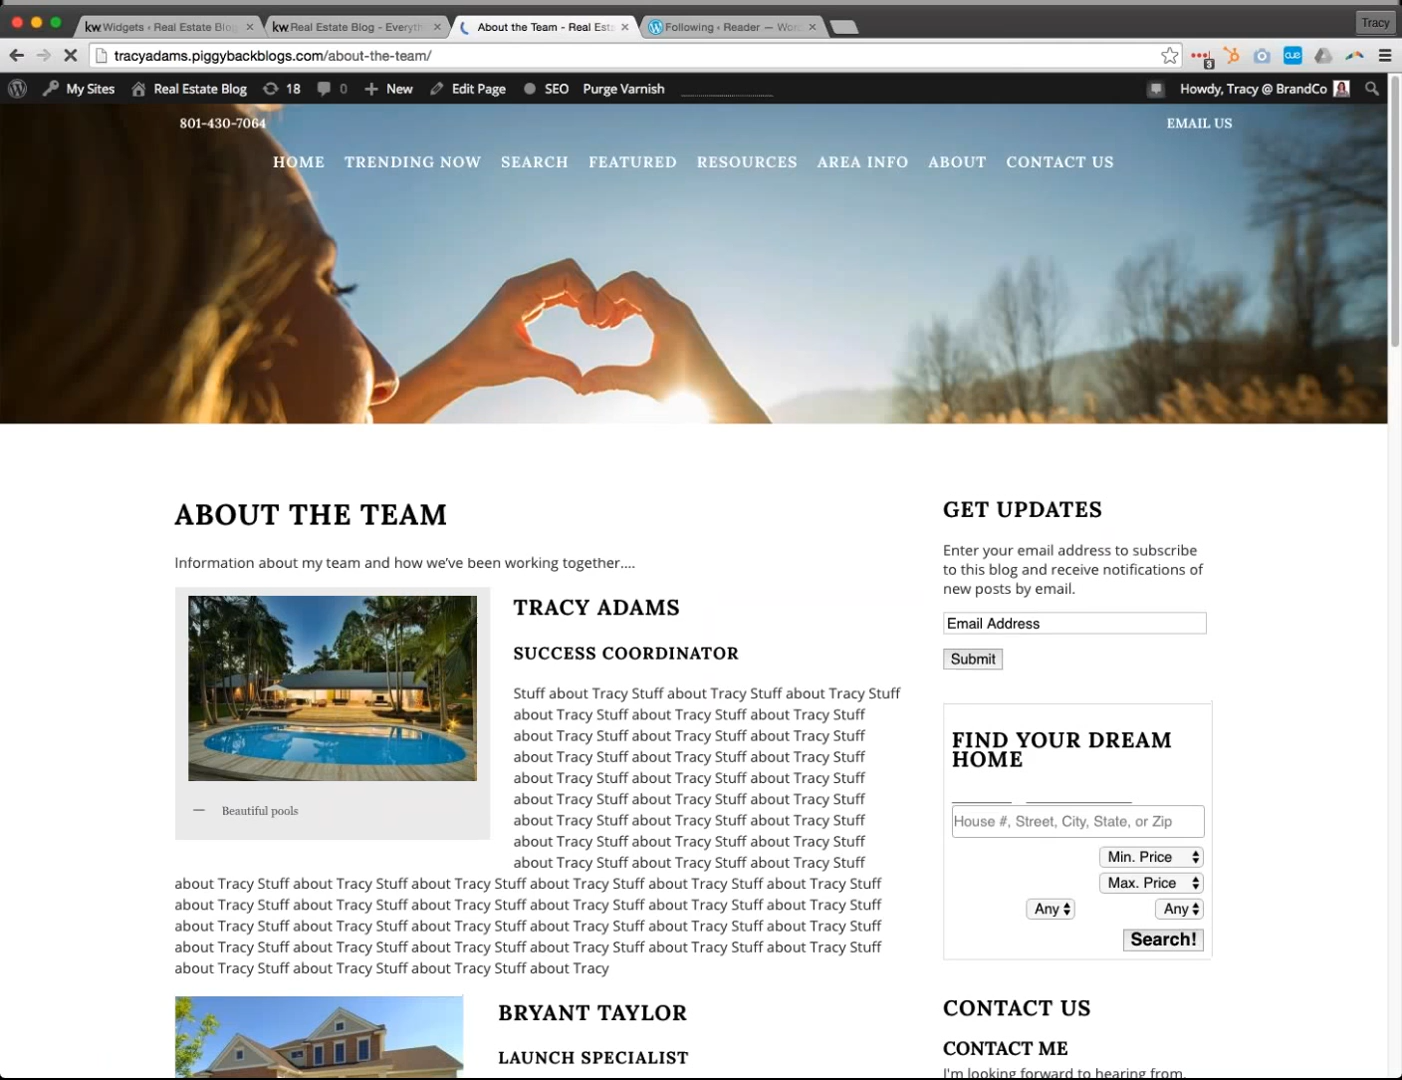 kw Widgets ‹ Real Estate Blo
kw Real Estate Blog – Everyth
About the Team - Real Est
Following ‹ Reader — Wor
Tracy
tracyadams.piggybackblogs.com/about-the-team/
3
cue
My Sites
Real Estate Blog
18
0
New
Edit Page
SEO
Purge Varnish
Howdy, Tracy @ BrandCo
801-430-7064
EMAIL US
HOME
TRENDING NOW
SEARCH
FEATURED
RESOURCES
AREA INFO
ABOUT
CONTACT US
ABOUT THE TEAM
Information about my team and how we've been working together....
Beautiful pools
TRACY ADAMS
SUCCESS COORDINATOR
Stuff about Tracy Stuff about Tracy Stuff about Tracy Stuff
about Tracy Stuff about Tracy Stuff about Tracy Stuff
about Tracy Stuff about Tracy Stuff about Tracy Stuff
about Tracy Stuff about Tracy Stuff about Tracy Stuff
about Tracy Stuff about Tracy Stuff about Tracy Stuff
about Tracy Stuff about Tracy Stuff about Tracy Stuff
about Tracy Stuff about Tracy Stuff about Tracy Stuff
about Tracy Stuff about Tracy Stuff about Tracy Stuff
about Tracy Stuff about Tracy Stuff about Tracy Stuff
about Tracy Stuff about Tracy Stuff about Tracy Stuff about Tracy Stuff about Tracy Stuff about Tracy Stuff
about Tracy Stuff about Tracy Stuff about Tracy Stuff about Tracy Stuff about Tracy Stuff about Tracy Stuff
about Tracy Stuff about Tracy Stuff about Tracy Stuff about Tracy Stuff about Tracy Stuff about Tracy Stuff
about Tracy Stuff about Tracy Stuff about Tracy Stuff about Tracy Stuff about Tracy Stuff about Tracy Stuff
about Tracy Stuff about Tracy Stuff about Tracy Stuff about Tracy
BRYANT TAYLOR
LAUNCH SPECIALIST
GET UPDATES
Enter your email address to subscribe
to this blog and receive notifications of
new posts by email.
Email Address
Submit
FIND YOUR DREAM
HOME
House #, Street, City, State, or Zip
Min. Price
Max. Price
Any
Any
Search!
CONTACT US
CONTACT ME
I'm looking forward to hearing from.